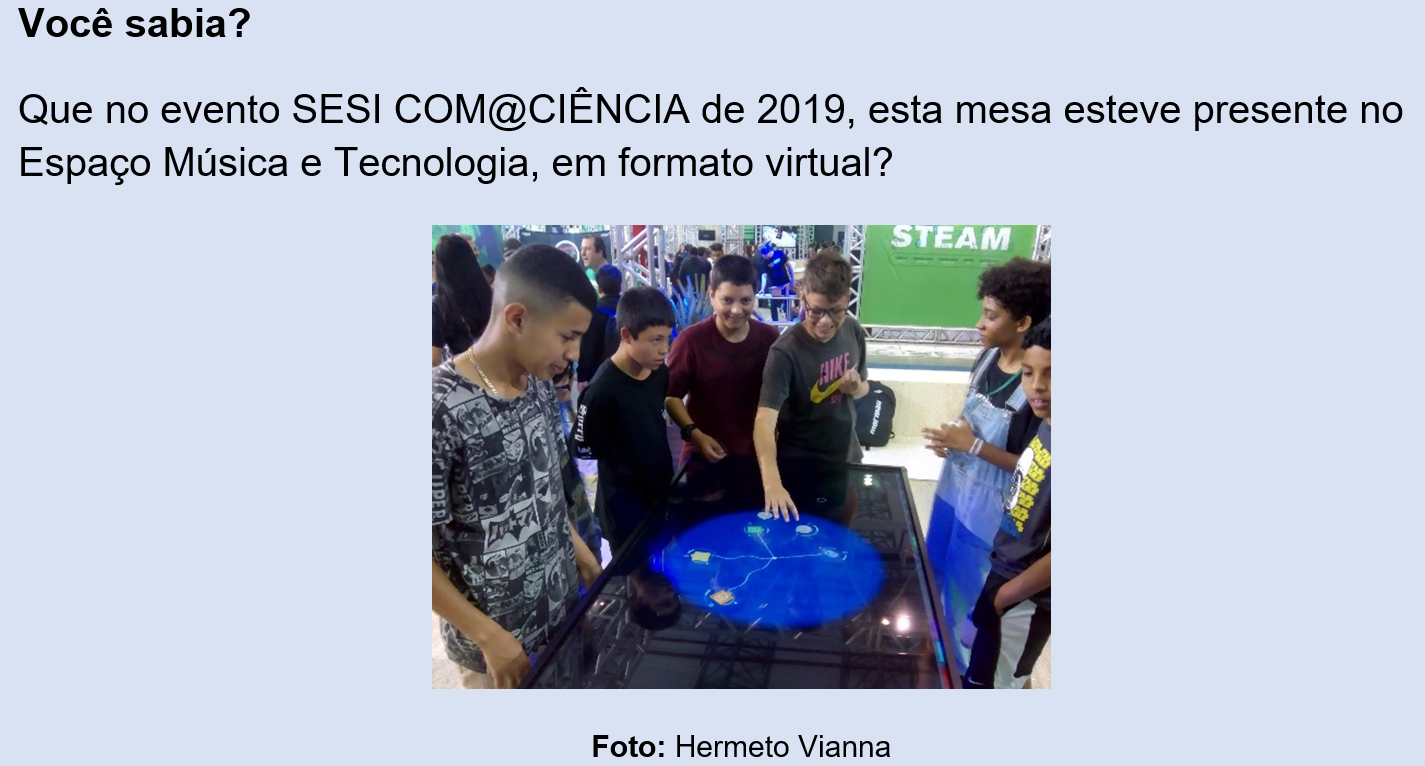 Você sabia?
Que no evento SESI COM@CIÊNCIA de 2019, esta mesa esteve presente no
Espaço Música e Tecnologia, em formato virtual?
STEAM
NIKE
Foto: Hermeto Vianna